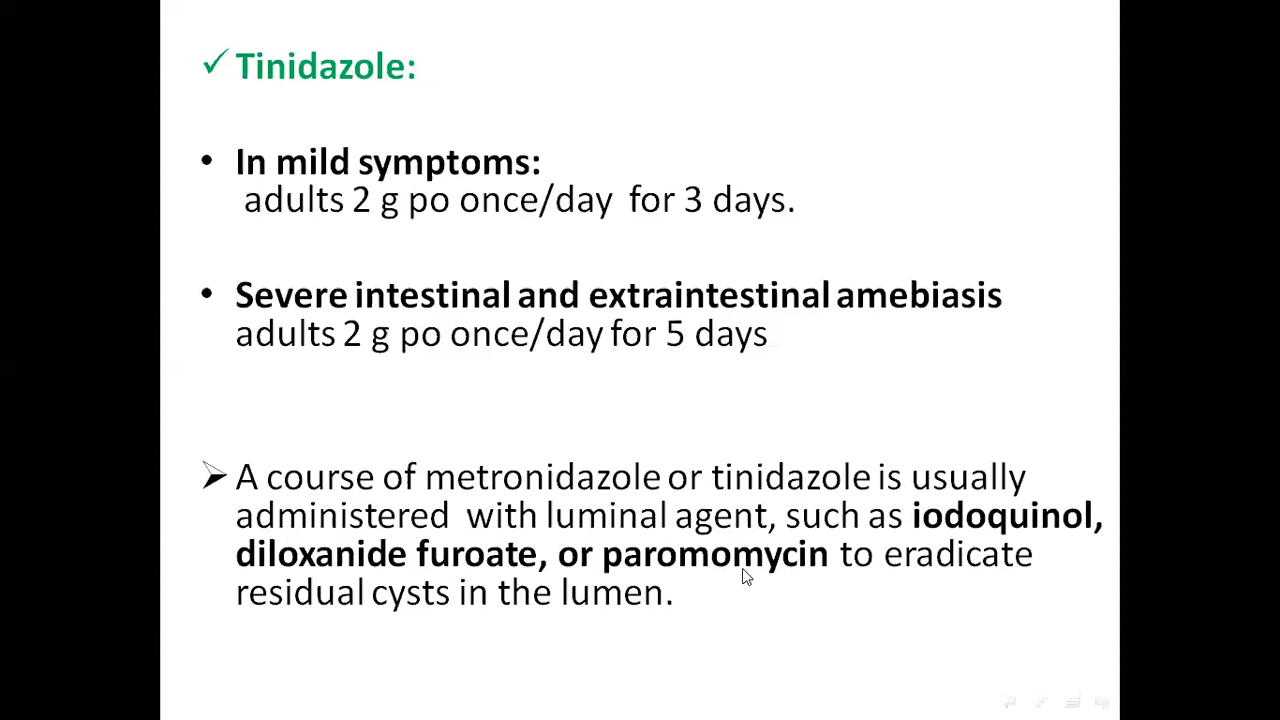 ✓ Tinidazole:
• In mild symptoms:
adults 2 g po once/day for 3 days.
• Severe intestinal and extraintestinal amebiasis
adults 2 g po once/day for 5 days
➢ A course of metronidazole or tinidazole is usually
administered with luminal agent, such as iodoquinol,
diloxanide furoate, or paromomycin to eradicate
residual cysts in the lumen.